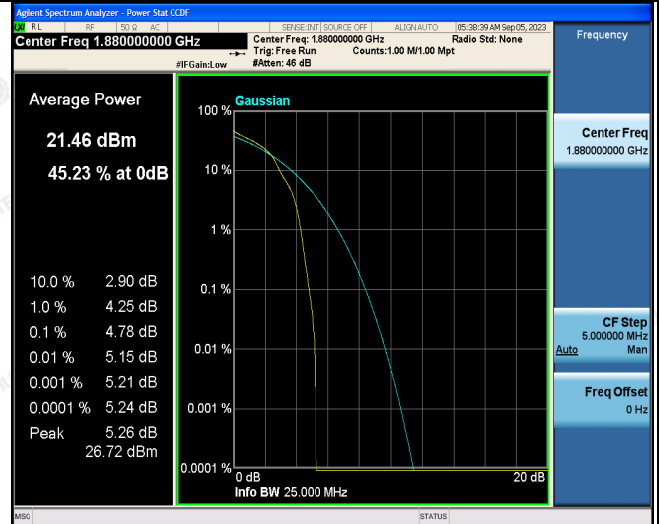 Agilent Spectrum Analyzer - Power Stat CCDF
RL RF 50 Ω AC SENSE:INT SOURCE OFF ALIGN AUTO 05:38:39 AM Sep 05, 2023
Center Freq 1.880000000 GHz
Center Freq: 1.880000000 GHz Radio Std: None
Trig: Free Run Counts:1.00 M/1.00 Mpt
#IFGain:Low #Atten: 46 dB
Average Power
21.46 dBm
45.23 % at 0dB
10.0 % 2.90 dB
1.0 % 4.25 dB
0.1 % 4.78 dB
0.01 % 5.15 dB
0.001 % 5.21 dB
0.0001 % 5.24 dB
Peak 5.26 dB
26.72 dBm
Gaussian
100 %
10 %
1 %
0.1 %
0.01 %
0.001 %
0.0001 %
0 dB 20 dB
Info BW 25.000 MHz
Frequency
Center Freq
1.880000000 GHz
CF Step
5.000000 MHz
Auto Man
Freq Offset
0 Hz
MSG STATUS